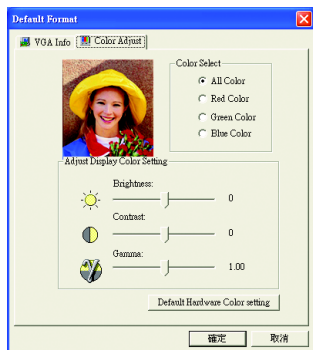 Default Format
VGA Info
Color Adjust
Color Select
All Color
Red Color
Green Color
Blue Color
Adjust Display Color Setting
Brightness:
0
Contrast:
0
Gamma:
1.00
Default Hardware Color setting
確定
取消